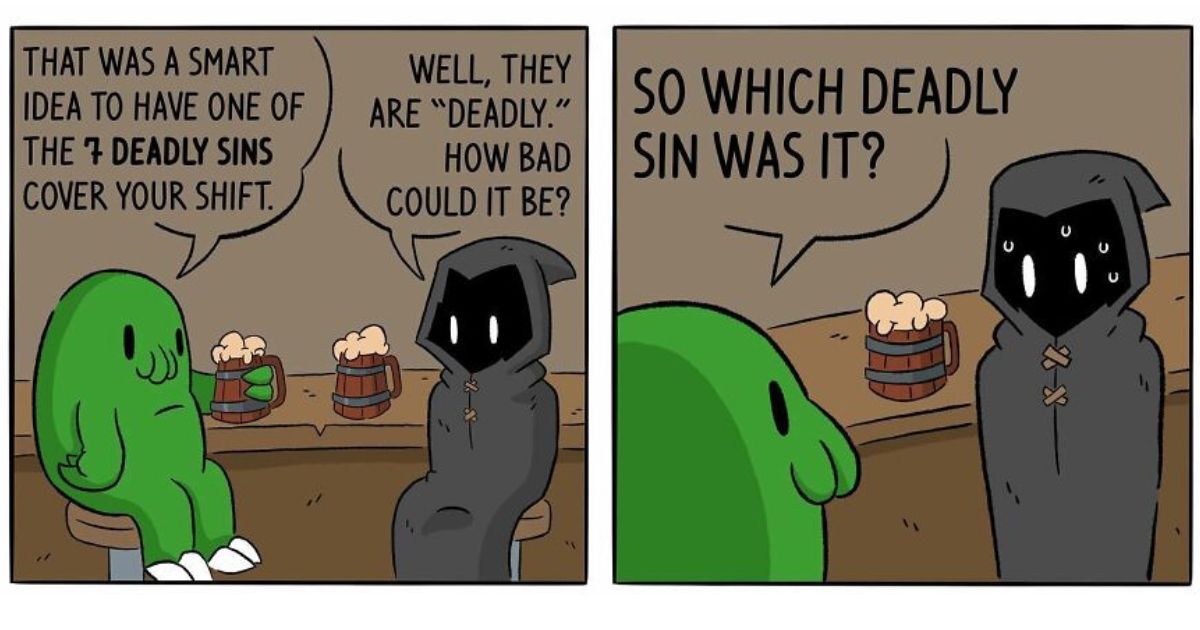 THAT WAS A SMART
IDEA TO HAVE ONE OF
THE 7 DEADLY SINS
COVER YOUR SHIFT.
WELL, THEY
ARE “DEADLY.”
HOW BAD
COULD IT BE?
SO WHICH DEADLY
SIN WAS IT?